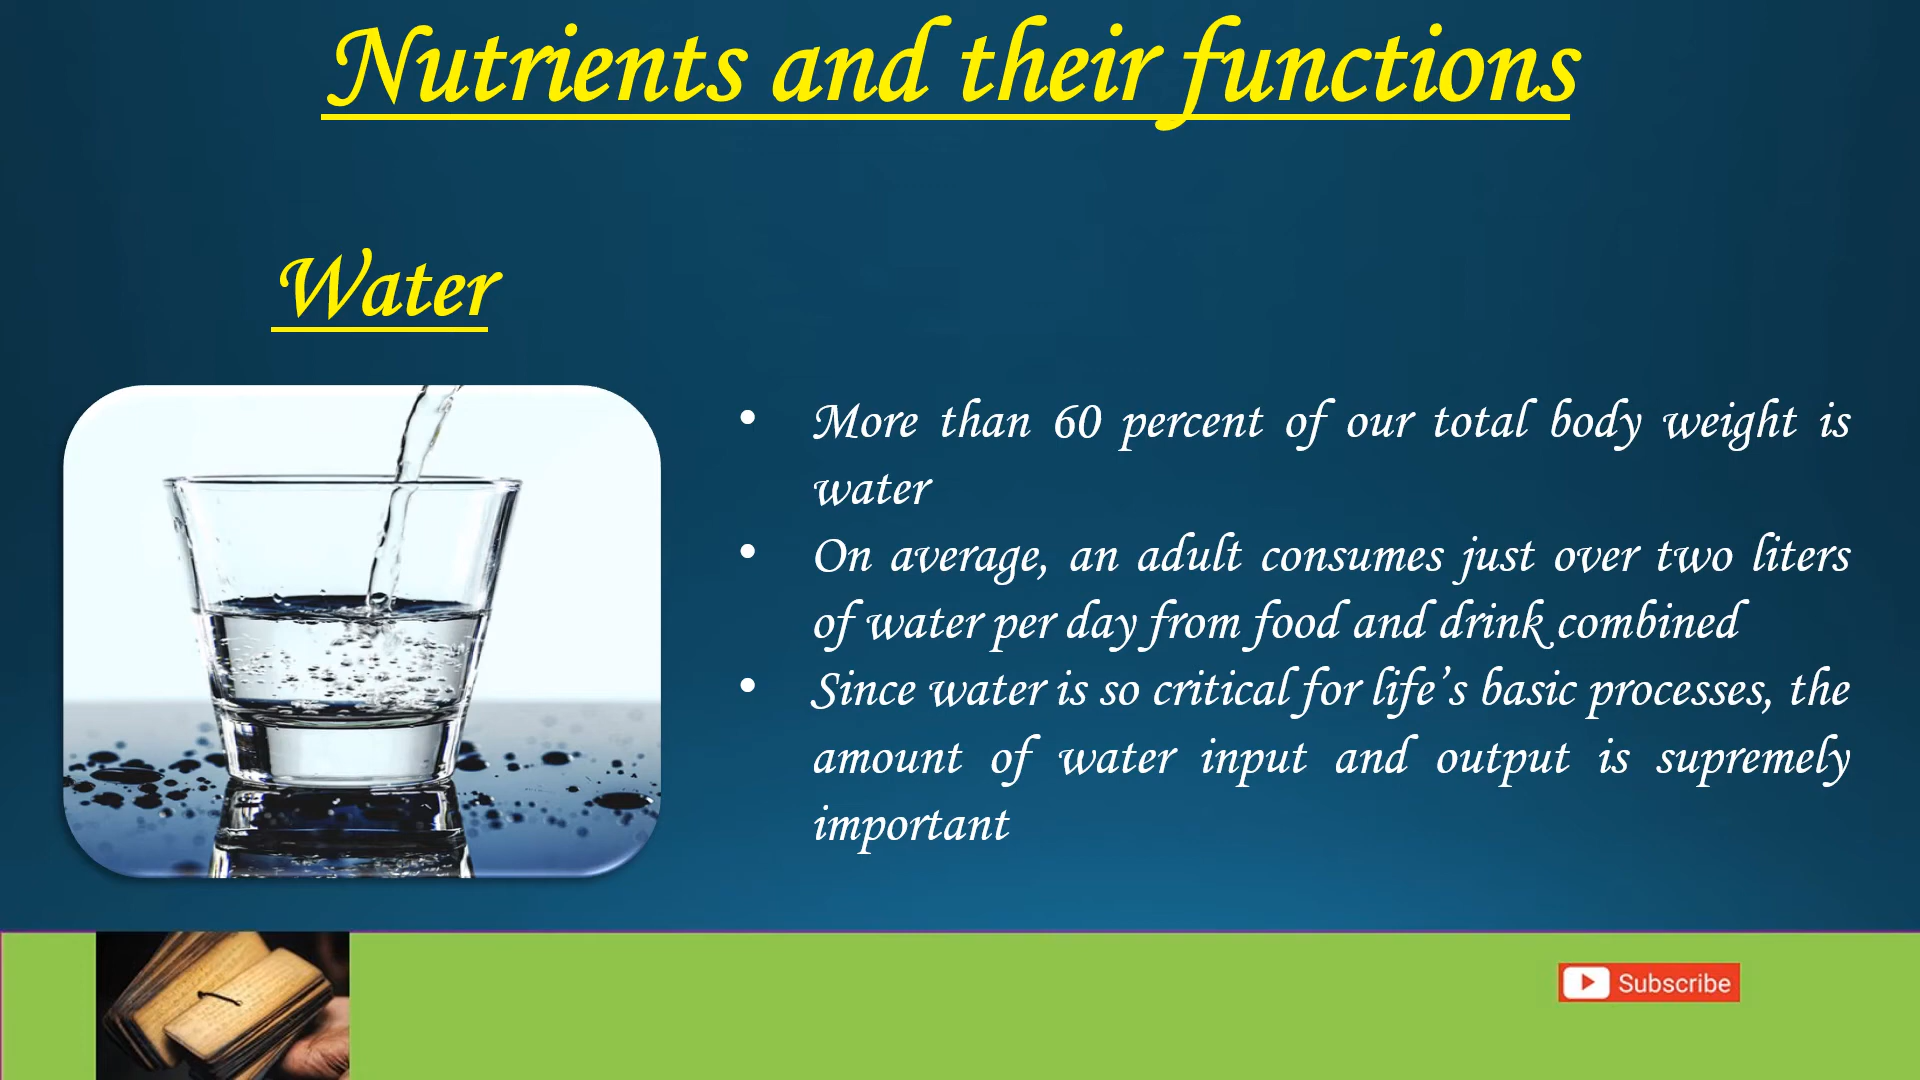 Nutrients and their functions
Water
• More than 60 percent of our total body weight is
water
• On average, an adult consumes just over two liters
of water per day from food and drink combined
• Since water is so critical for life’s basic processes, the
amount of water input and output is supremely
important
Subscribe